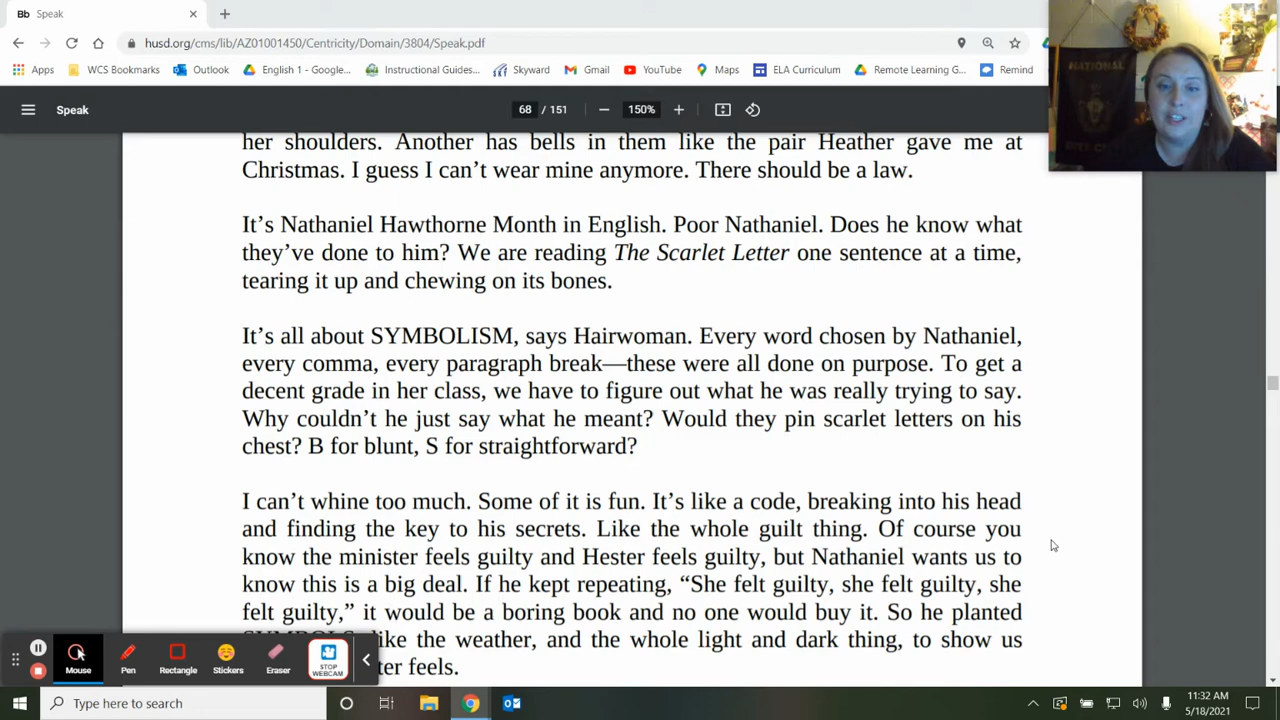 Bb Speak
husd.org/cms/lib/AZ01001450/Centricity/Domain/3804/Speak.pdf
Apps WCS Bookmarks Outlook English 1 - Google... Instructional Guides... Skyward Gmail YouTube Maps ELA Curriculum Remote Learning G... Remind
Speak 68 / 151 150%
NATIONAL
her shoulders. Another has bells in them like the pair Heather gave me at
Christmas. I guess I can’t wear mine anymore. There should be a law.
It’s Nathaniel Hawthorne Month in English. Poor Nathaniel. Does he know what
they’ve done to him? We are reading The Scarlet Letter one sentence at a time,
tearing it up and chewing on its bones.
It’s all about SYMBOLISM, says Hairwoman. Every word chosen by Nathaniel,
every comma, every paragraph break—these were all done on purpose. To get a
decent grade in her class, we have to figure out what he was really trying to say.
Why couldn’t he just say what he meant? Would they pin scarlet letters on his
chest? B for blunt, S for straightforward?
I can’t whine too much. Some of it is fun. It’s like a code, breaking into his head
and finding the key to his secrets. Like the whole guilt thing. Of course you
know the minister feels guilty and Hester feels guilty, but Nathaniel wants us to
know this is a big deal. If he kept repeating, “She felt guilty, she felt guilty, she
felt guilty,” it would be a boring book and no one would buy it. So he planted
like the weather, and the whole light and dark thing, to show us
ter feels.
Mouse Pen Rectangle Stickers Eraser STOP WEBCAM
Type here to search
11:32 AM
5/18/2021